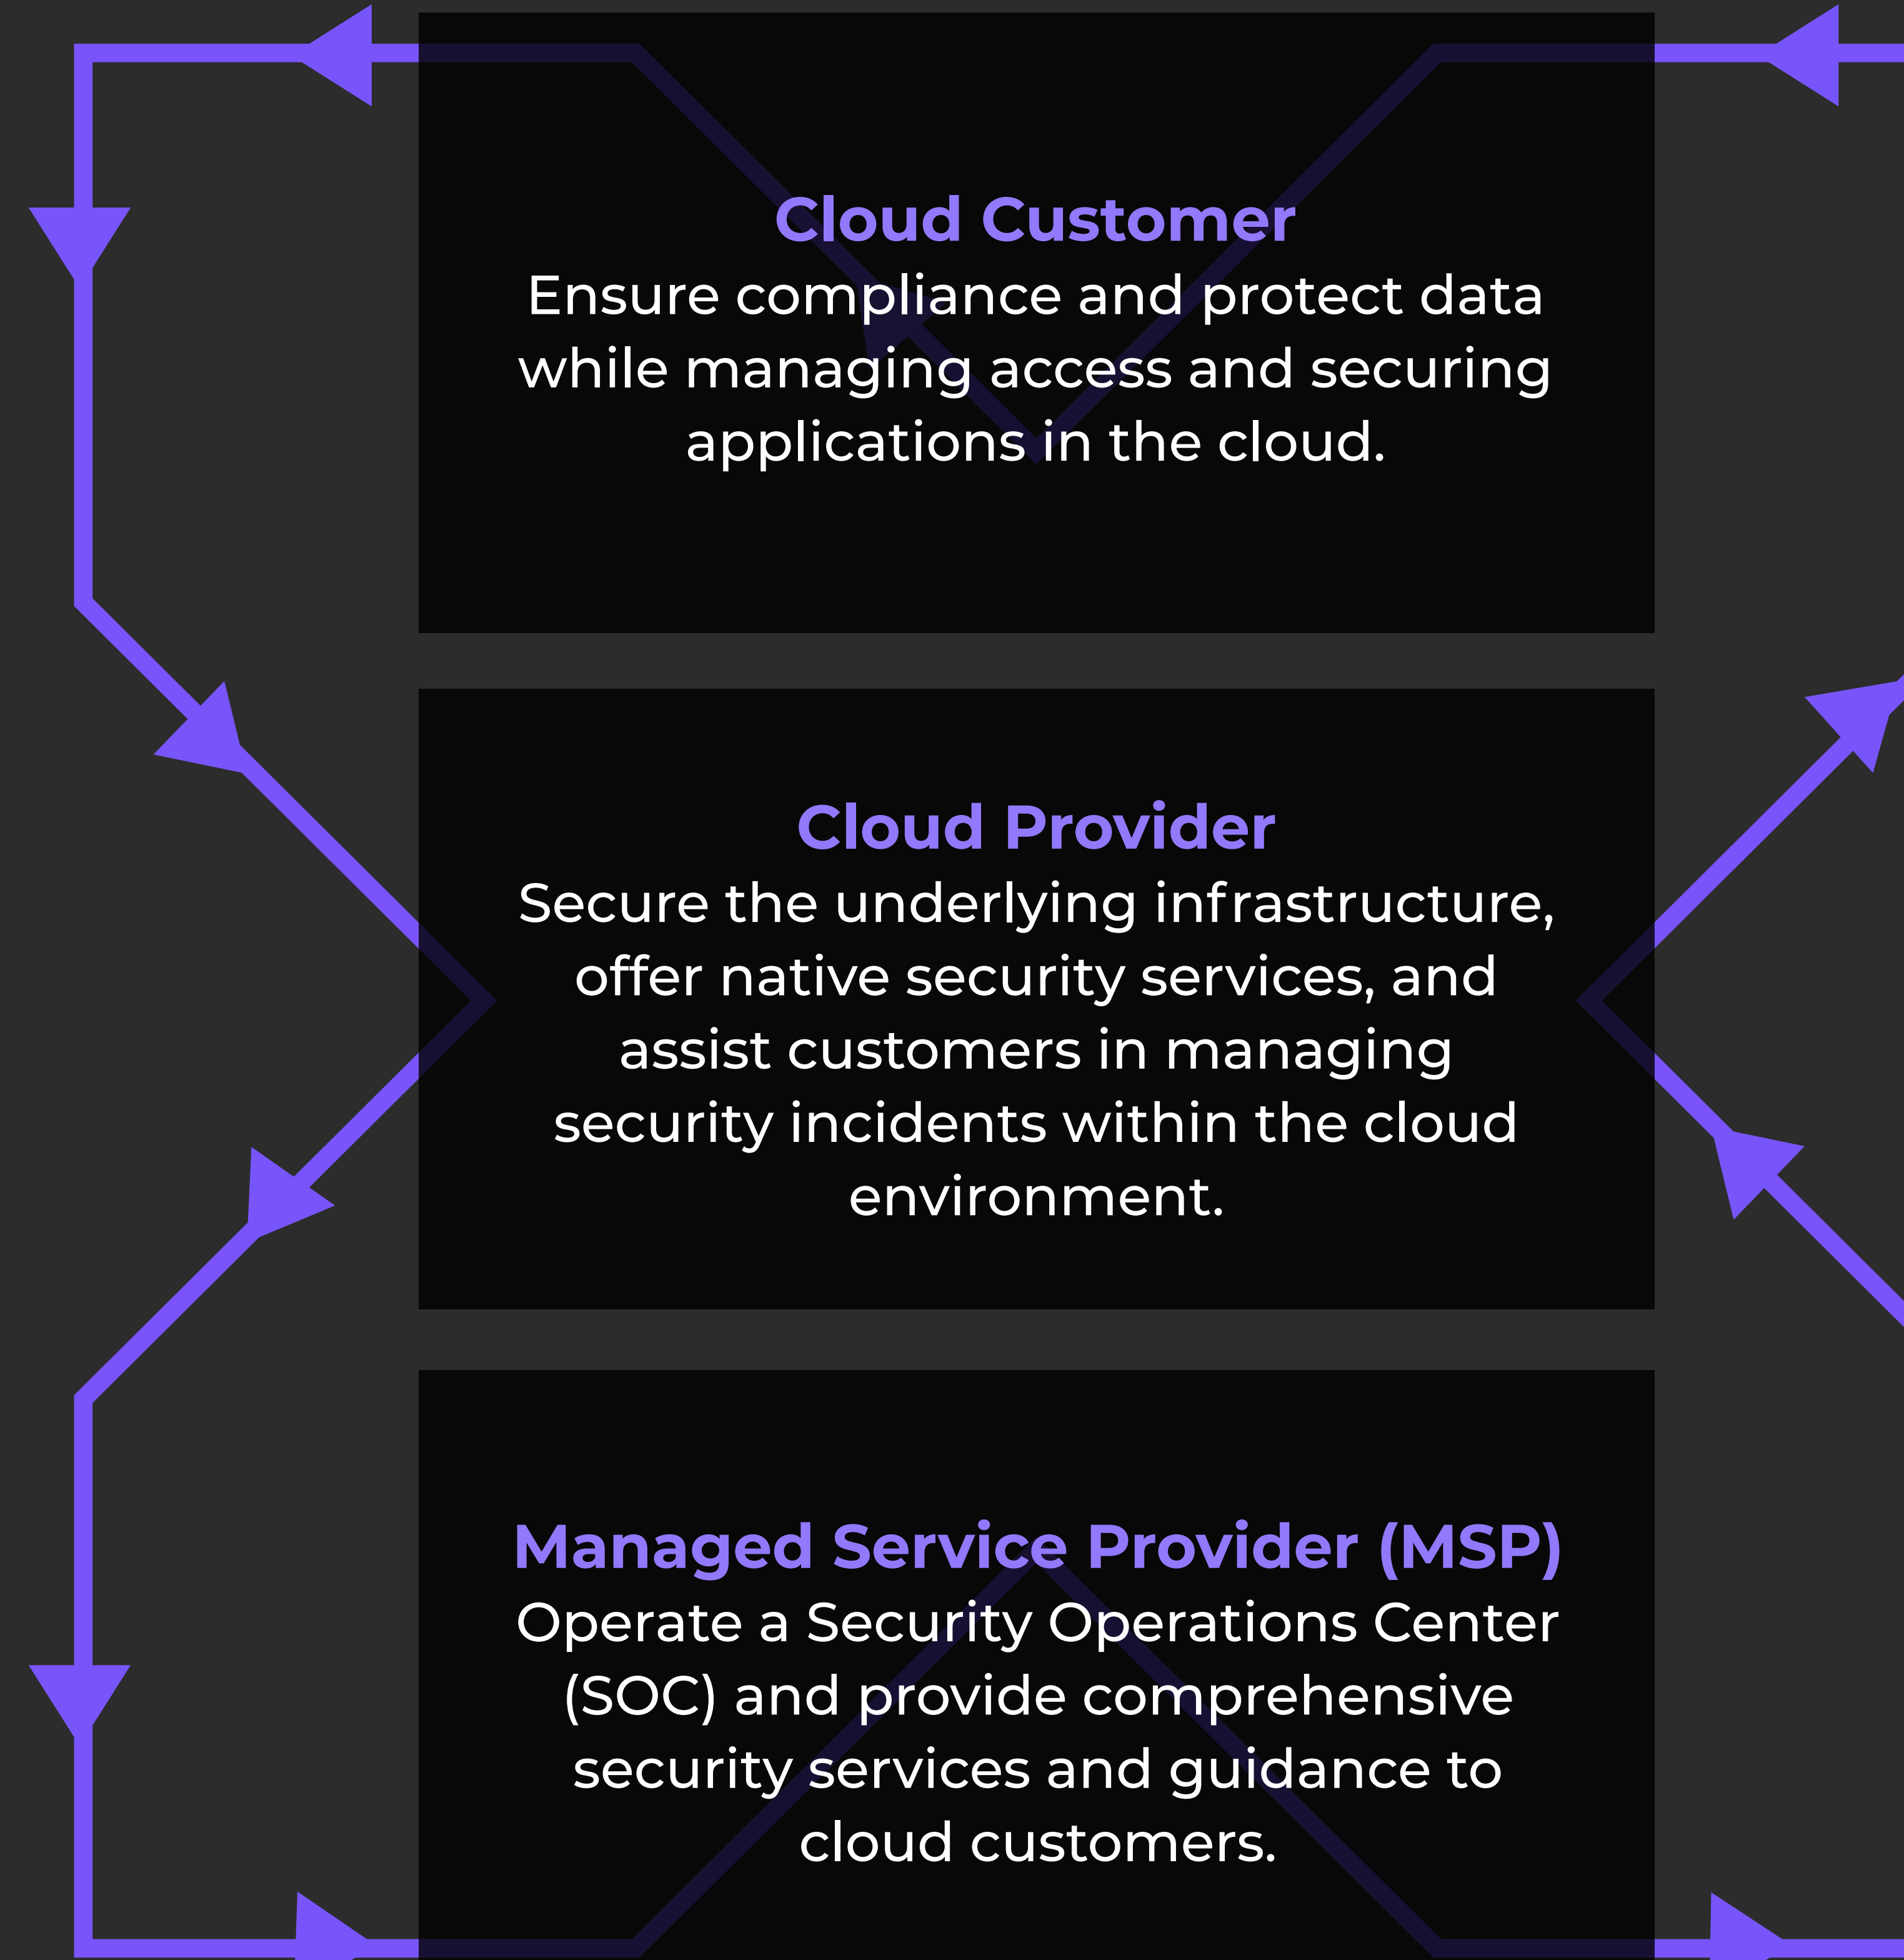 Cloud Customer
Ensure compliance and protect data
while managing access and securing
applications in the cloud.
Cloud Provider
Secure the underlying infrastructure,
offer native security services, and
assist customers in managing
security incidents within the cloud
environment.
Managed Service Provider (MSP)
Operate a Security Operations Center
(SOC) and provide comprehensive
security services and guidance to
cloud customers.